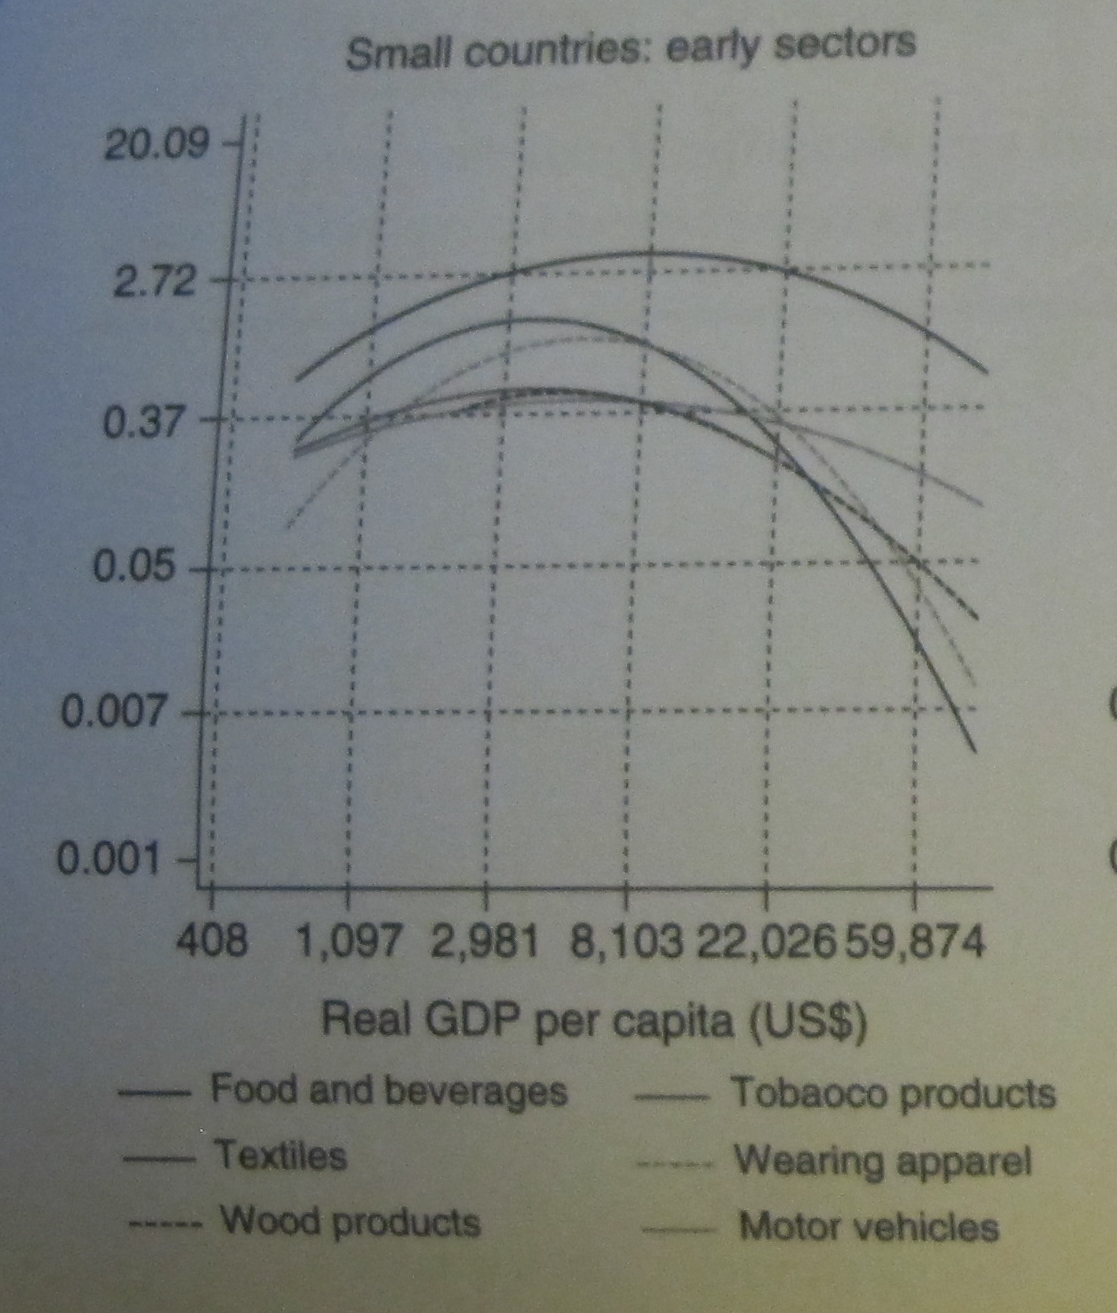 Small countries: early sectors
20.09
2.72
0.37
0.05
0.007
0.001
408 1,097 2,981 8,103 22,026 59,874
Real GDP per capita (US$)
Food and beverages Tobaoco products
Textiles Wearing apparel
Wood products Motor vehicles